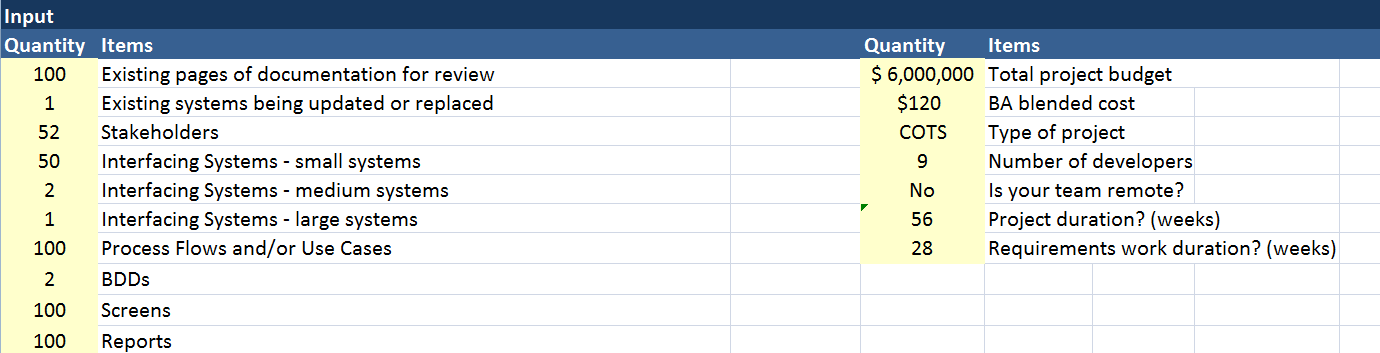 Input
Quantity Items Quantity Items
100 Existing pages of documentation for review $ 6,000,000 Total project budget
1 Existing systems being updated or replaced $120 BA blended cost
52 Stakeholders COTS Type of project
50 Interfacing Systems - small systems 9 Number of developers
2 Interfacing Systems - medium systems No Is your team remote?
1 Interfacing Systems - large systems 56 Project duration? (weeks)
100 Process Flows and/or Use Cases 28 Requirements work duration? (weeks)
2 BDDs
100 Screens
100 Reports